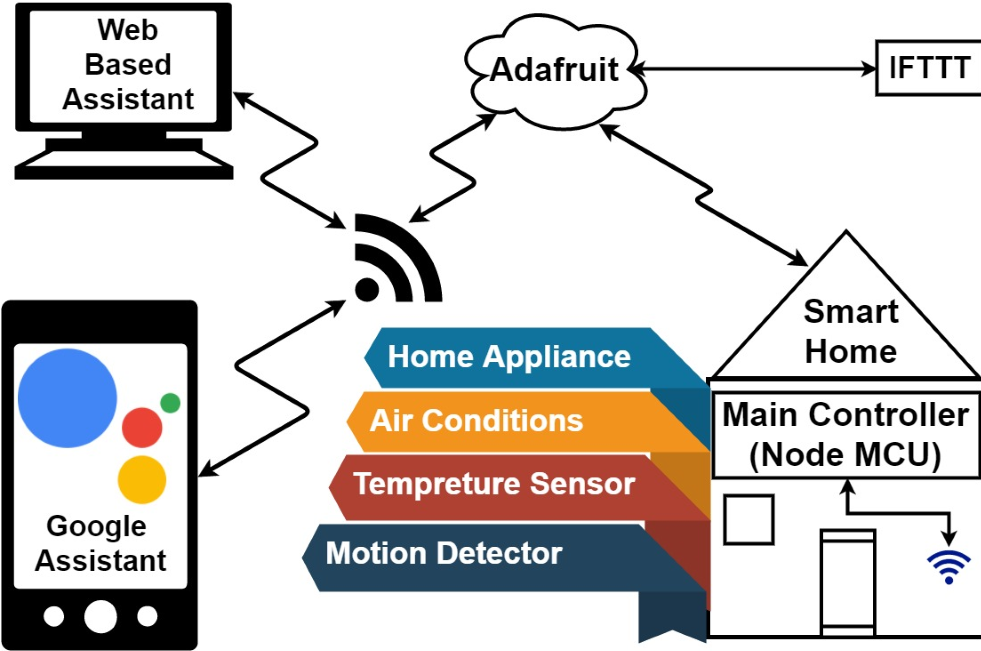 Web
Based
Assistant
Adafruit
IFTTT
Smart
Home
Home Appliance
Air Conditions
Tempreture Sensor
Motion Detector
Main Controller
(Node MCU)
Google
Assistant